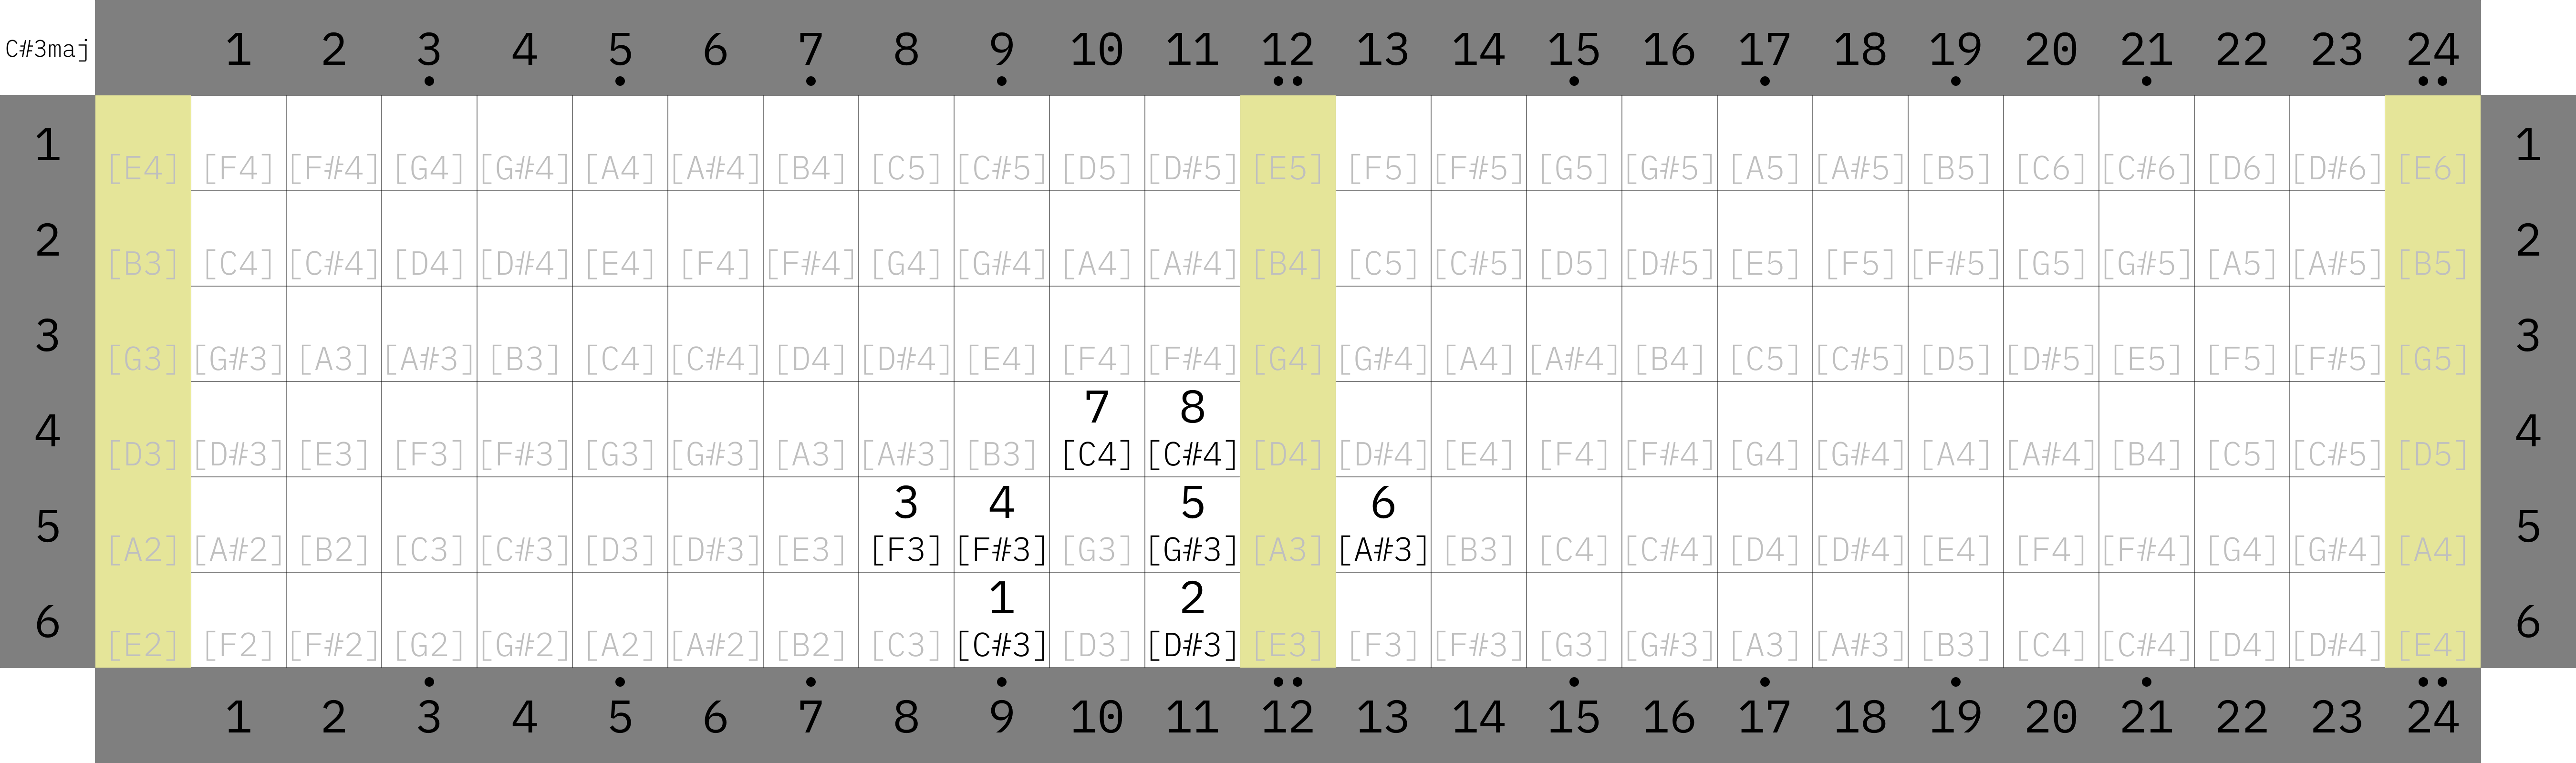 C#3maj 1 2 3 4 5 6 7 8 9 10 11 12 13 14 15 16 17 18 19 20 21 22 23 24
1 [E4] [F4] [F#4] [G4] [G#4] [A4] [A#4] [B4] [C5] [C#5] [D5] [D#5] [E5] [F5] [F#5] [G5] [G#5] [A5] [A#5] [B5] [C6] [C#6] [D6] [D#6] [E6] 1
2 [B3] [C4] [C#4] [D4] [D#4] [E4] [F4] [F#4] [G4] [G#4] [A4] [A#4] [B4] [C5] [C#5] [D5] [D#5] [E5] [F5] [F#5] [G5] [G#5] [A5] [A#5] [B5] 2
3 [G3] [G#3] [A3] [A#3] [B3] [C4] [C#4] [D4] [D#4] [E4] [F4] [F#4] [G4] [G#4] [A4] [A#4] [B4] [C5] [C#5] [D5] [D#5] [E5] [F5] [F#5] [G5] 3
7 8
4 [D3] [D#3] [E3] [F3] [F#3] [G3] [G#3] [A3] [A#3] [B3] [C4] [C#4] [D4] [D#4] [E4] [F4] [F#4] [G4] [G#4] [A4] [A#4] [B4] [C5] [C#5] [D5] 4
3 4 5 6
5 [A2] [A#2] [B2] [C3] [C#3] [D3] [D#3] [E3] [F3] [F#3] [G3] [G#3] [A3] [A#3] [B3] [C4] [C#4] [D4] [D#4] [E4] [F4] [F#4] [G4] [G#4] [A4] 5
1 2
6 [E2] [F2] [F#2] [G2] [G#2] [A2] [A#2] [B2] [C3] [C#3] [D3] [D#3] [E3] [F3] [F#3] [G3] [G#3] [A3] [A#3] [B3] [C4] [C#4] [D4] [D#4] [E4] 6
1 2 3 4 5 6 7 8 9 10 11 12 13 14 15 16 17 18 19 20 21 22 23 24